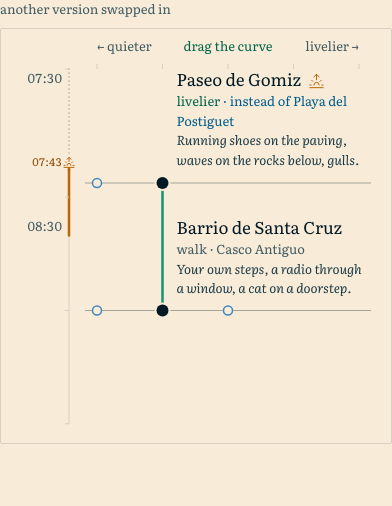 another version swapped in
← quieter drag the curve livelier →
07:30 Paseo de Gomiz
livelier · instead of Playa del
Postiguet
Running shoes on the paving,
07:43 waves on the rocks below, gulls.
08:30 Barrio de Santa Cruz
walk · Casco Antiguo
Your own steps, a radio through
a window, a cat on a doorstep.